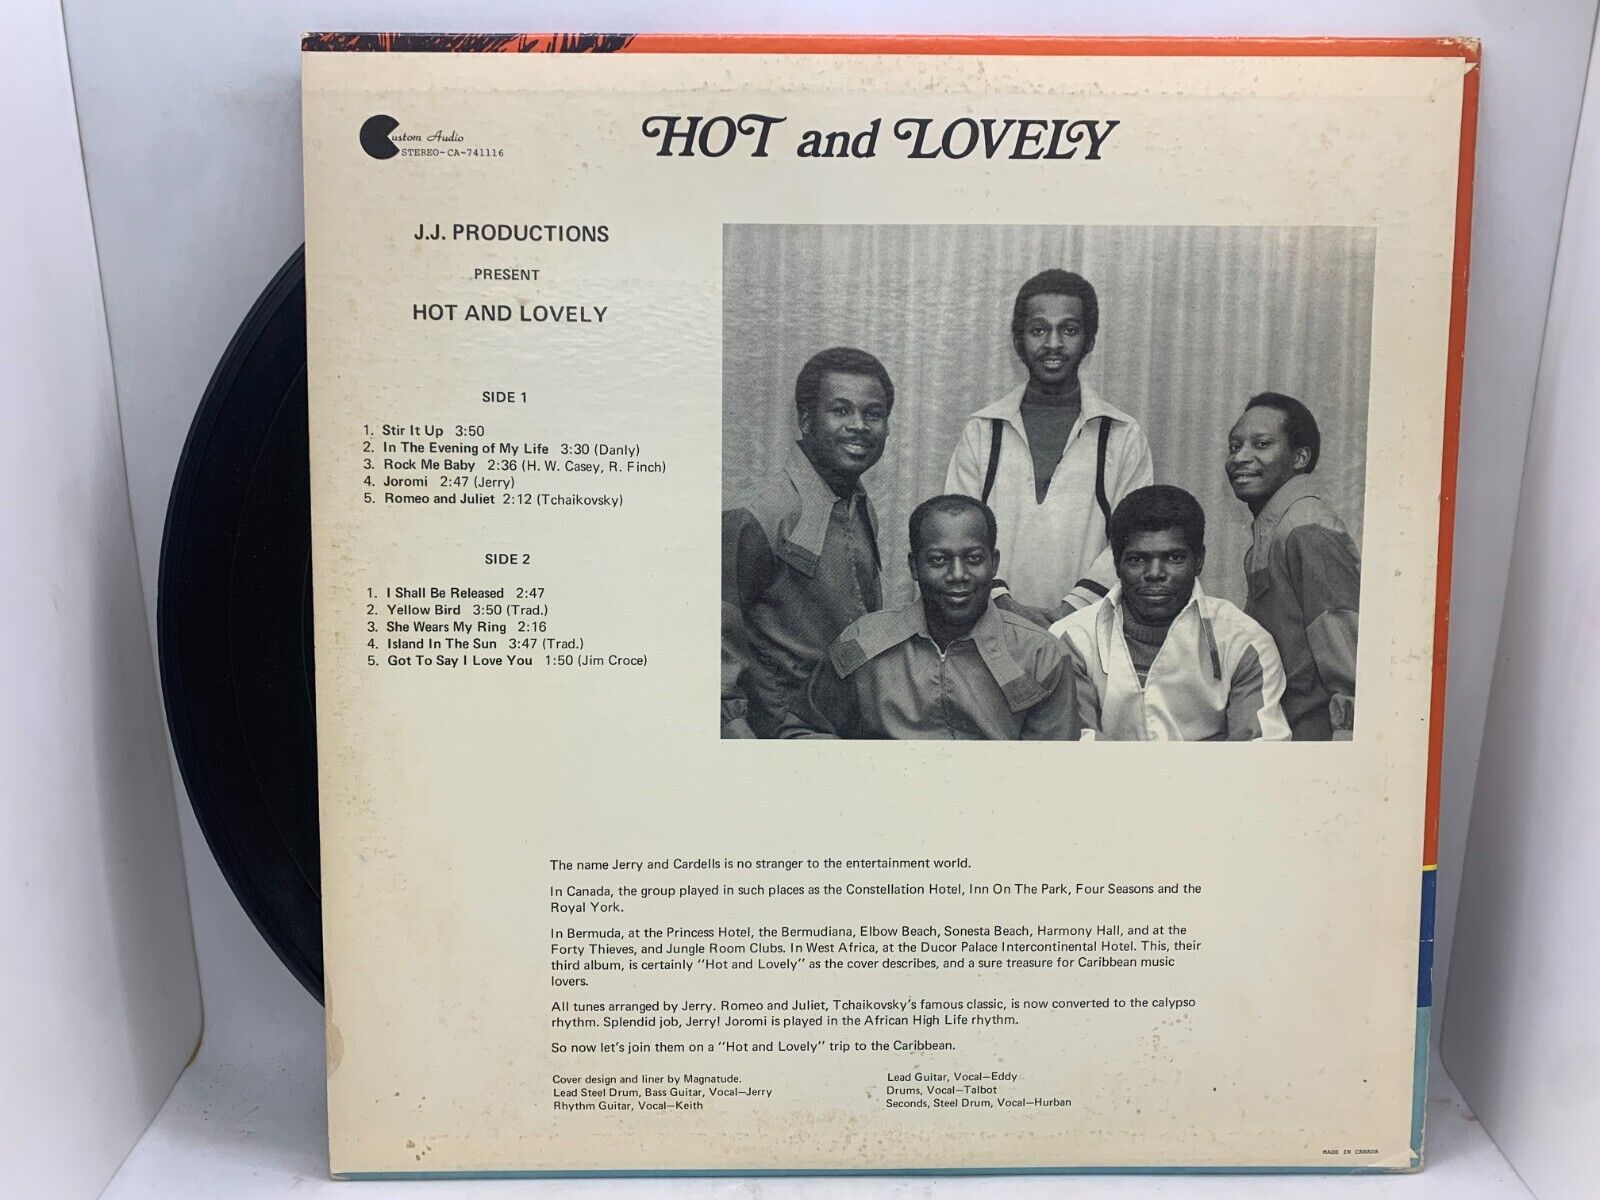 Custom Audio
STEREO-CA-741116
HOT and LOVELY
J.J. PRODUCTIONS
PRESENT
HOT AND LOVELY
SIDE 1
1. Stir It Up 3:50
2. In The Evening of My Life 3:30 (Danly)
3. Rock Me Baby 2:36 (H. W. Casey, R. Finch)
4. Joromi 2:47 (Jerry)
5. Romeo and Juliet 2:12 (Tchaikovsky)
SIDE 2
1. I Shall Be Released 2:47
2. Yellow Bird 3:50 (Trad.)
3. She Wears My Ring 2:16
4. Island In The Sun 3:47 (Trad.)
5. Got To Say I Love You 1:50 (Jim Croce)
The name Jerry and Cardells is no stranger to the entertainment world.
In Canada, the group played in such places as the Constellation Hotel, Inn On The Park, Four Seasons and the
Royal York.
In Bermuda, at the Princess Hotel, the Bermudiana, Elbow Beach, Sonesta Beach, Harmony Hall, and at the
Forty Thieves, and Jungle Room Clubs. In West Africa, at the Ducor Palace Intercontinental Hotel. This, their
third album, is certainly "Hot and Lovely" as the cover describes, and a sure treasure for Caribbean music
lovers.
All tunes arranged by Jerry. Romeo and Juliet, Tchaikovsky's famous classic, is now converted to the calypso
rhythm. Splendid job, Jerry! Joromi is played in the African High Life rhythm.
So now let's join them on a "Hot and Lovely" trip to the Caribbean.
Cover design and liner by Magnatude.
Lead Steel Drum, Bass Guitar, Vocal—Jerry
Rhythm Guitar, Vocal—Keith
Lead Guitar, Vocal—Eddy
Drums, Vocal—Talbot
Seconds, Steel Drum, Vocal—Hurban
MADE IN CANADA